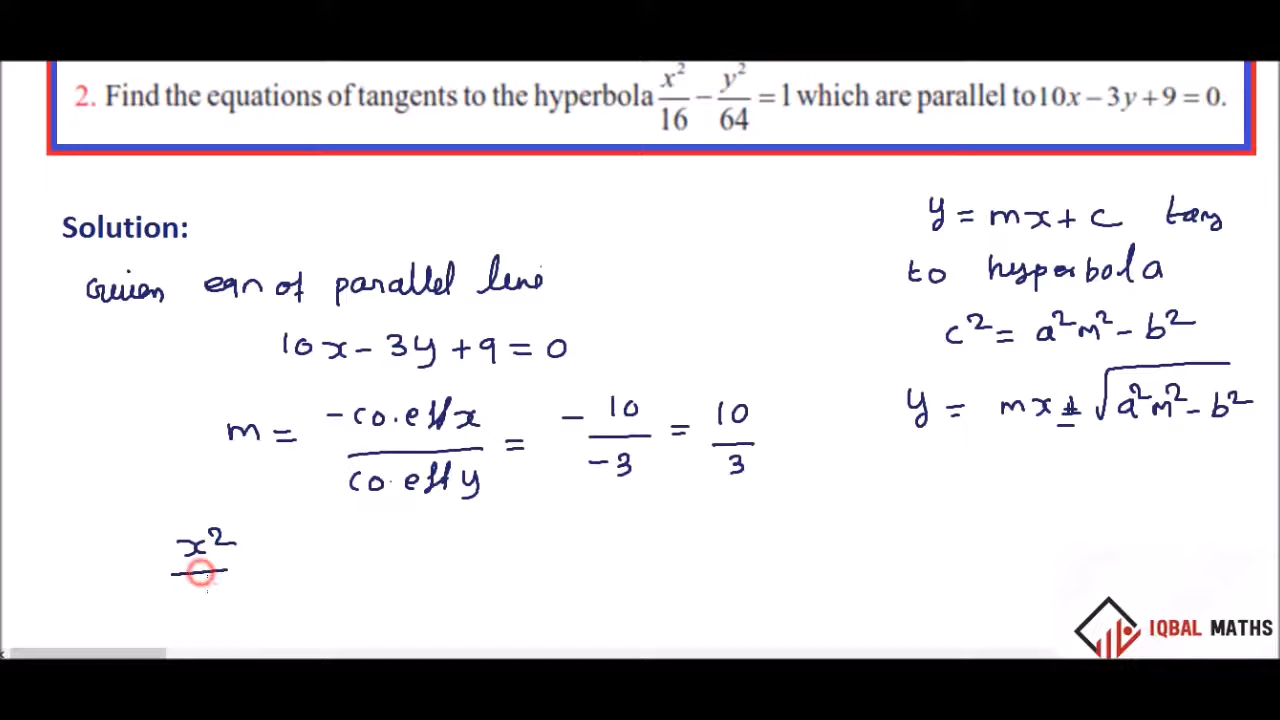 2. Find the equations of tangents to the hyperbola x²/16 − y²/64 = 1 which are parallel to 10x − 3y + 9 = 0.
Solution:
Given eqn of parallel line
10x − 3y + 9 = 0
m = −co.eff x / co.eff y = −10/−3 = 10/3
x²
y = mx + c tang
to hyperbola
c² = a²m² − b²
y = mx ± √(a²m² − b²)
IQBAL MATHS